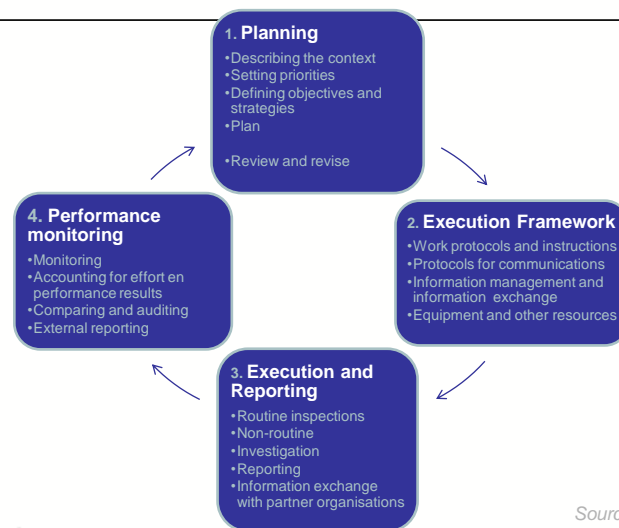 1. Planning
•Describing the context
•Setting priorities
•Defining objectives and
strategies
•Plan
•Review and revise
2. Execution Framework
•Work protocols and instructions
•Protocols for communications
•Information management and
information exchange
•Equipment and other resources
3. Execution and
Reporting
•Routine inspections
•Non-routine
•Investigation
•Reporting
•Information exchange
with partner organisations
4. Performance
monitoring
•Monitoring
•Accounting for effort en
performance results
•Comparing and auditing
•External reporting